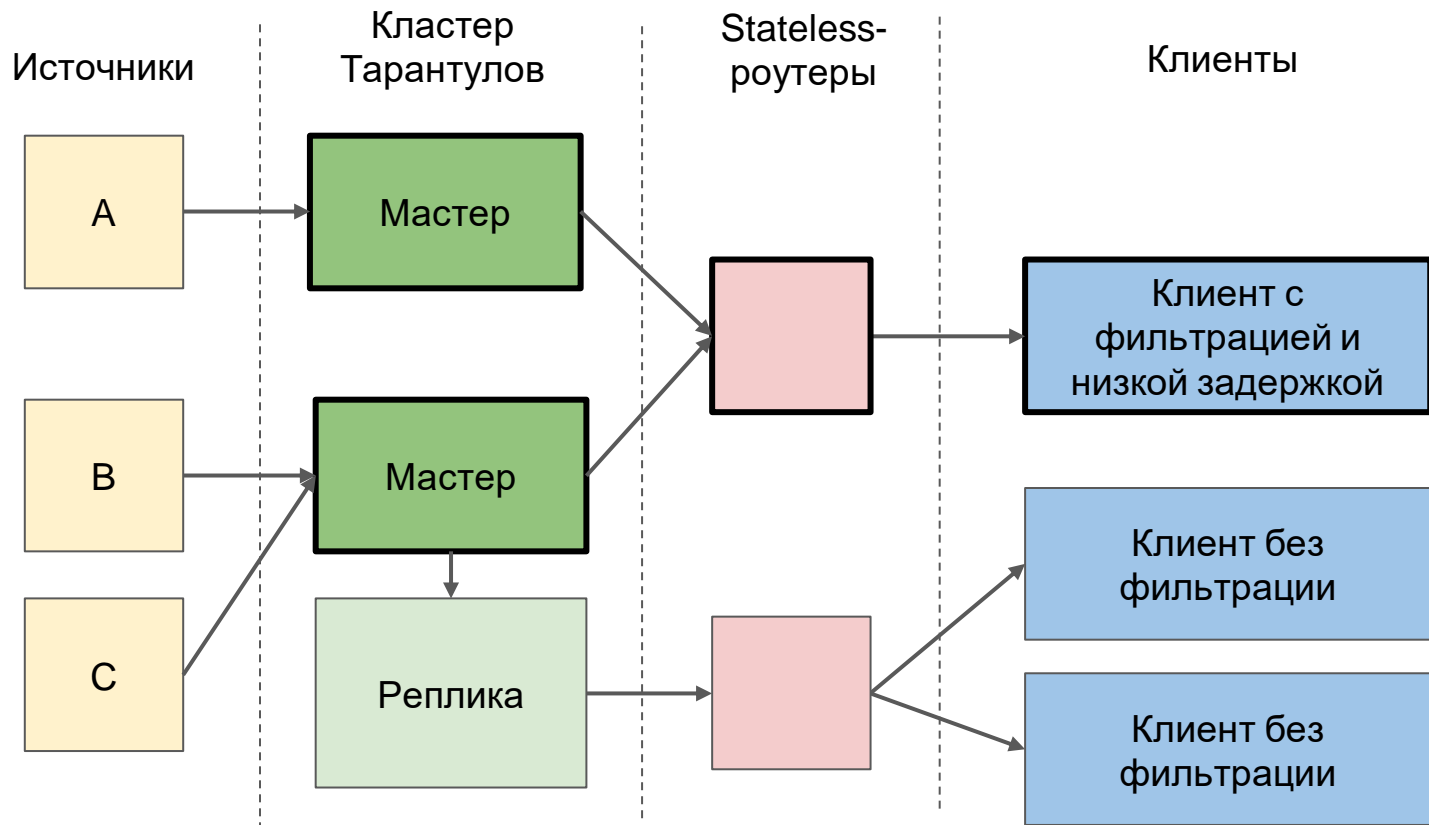 Источники
Кластер
Тарантулов
Stateless-
роутеры
Клиенты
A
Мастер
Клиент с
фильтрацией и
низкой задержкой
B
Мастер
Клиент без
фильтрации
C
Реплика
Клиент без
фильтрации